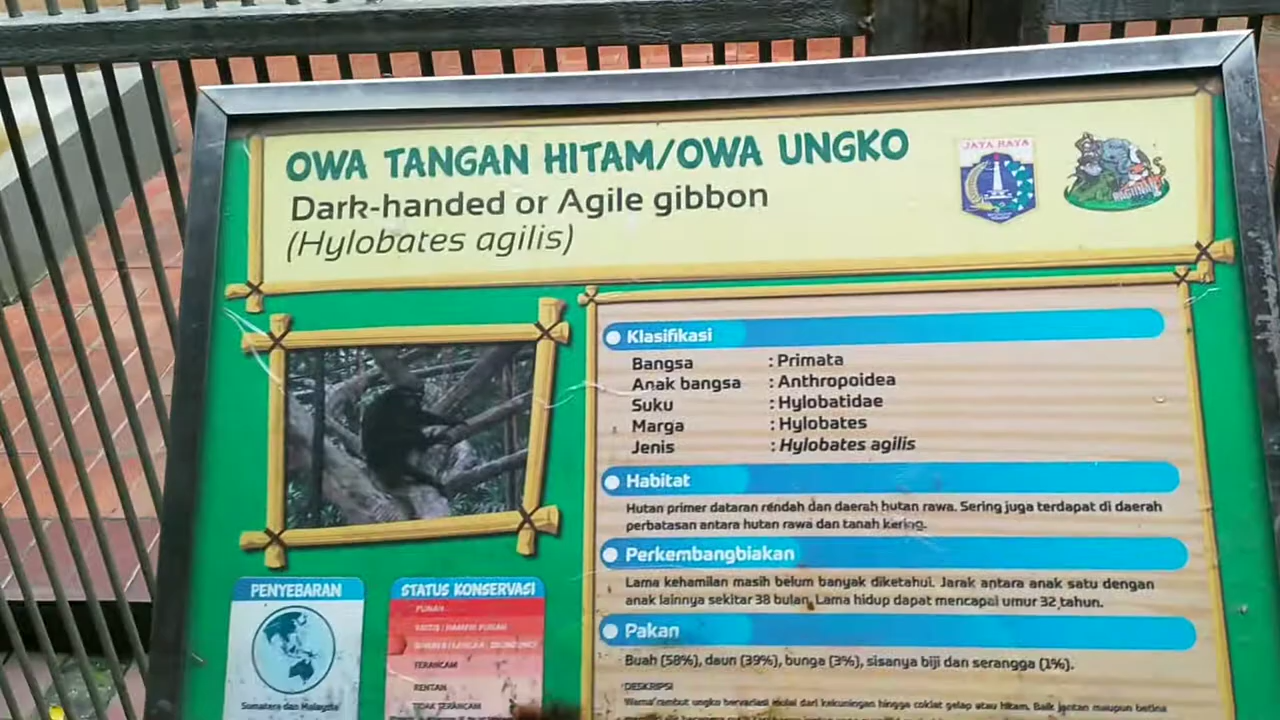 OWA TANGAN HITAM/OWA UNGKO
Dark-handed or Agile gibbon
(Hylobates agilis)
JAYA RAYA
RAGUNAN
Klasifikasi
Bangsa : Primata
Anak bangsa : Anthropoidea
Suku : Hylobatidae
Marga : Hylobates
Jenis : Hylobates agilis
Habitat
Hutan primer dataran rendah dan daerah hutan rawa. Sering juga terdapat di daerah
perbatasan antara hutan rawa dan tanah kering.
Perkembangbiakan
Lama kehamilan masih belum banyak diketahui. Jarak antara anak satu dengan
anak lainnya sekitar 38 bulan. Lama hidup dapat mencapai umur 32 tahun.
Pakan
Buah (58%), daun (39%), bunga (3%), sisanya biji dan serangga (1%).
DESKRIPSI
Warna rambut ungko bervariasi mulai dari kekuningan hingga coklat gelap atau hitam. Baik jantan maupun betina
PENYEBARAN
Sumatera dan Malaysia
STATUS KONSERVASI
PUNAH
KRITIS / HAMPIR PUNAH
TERANCAM
RENTAN
TIDAK TERANCAM